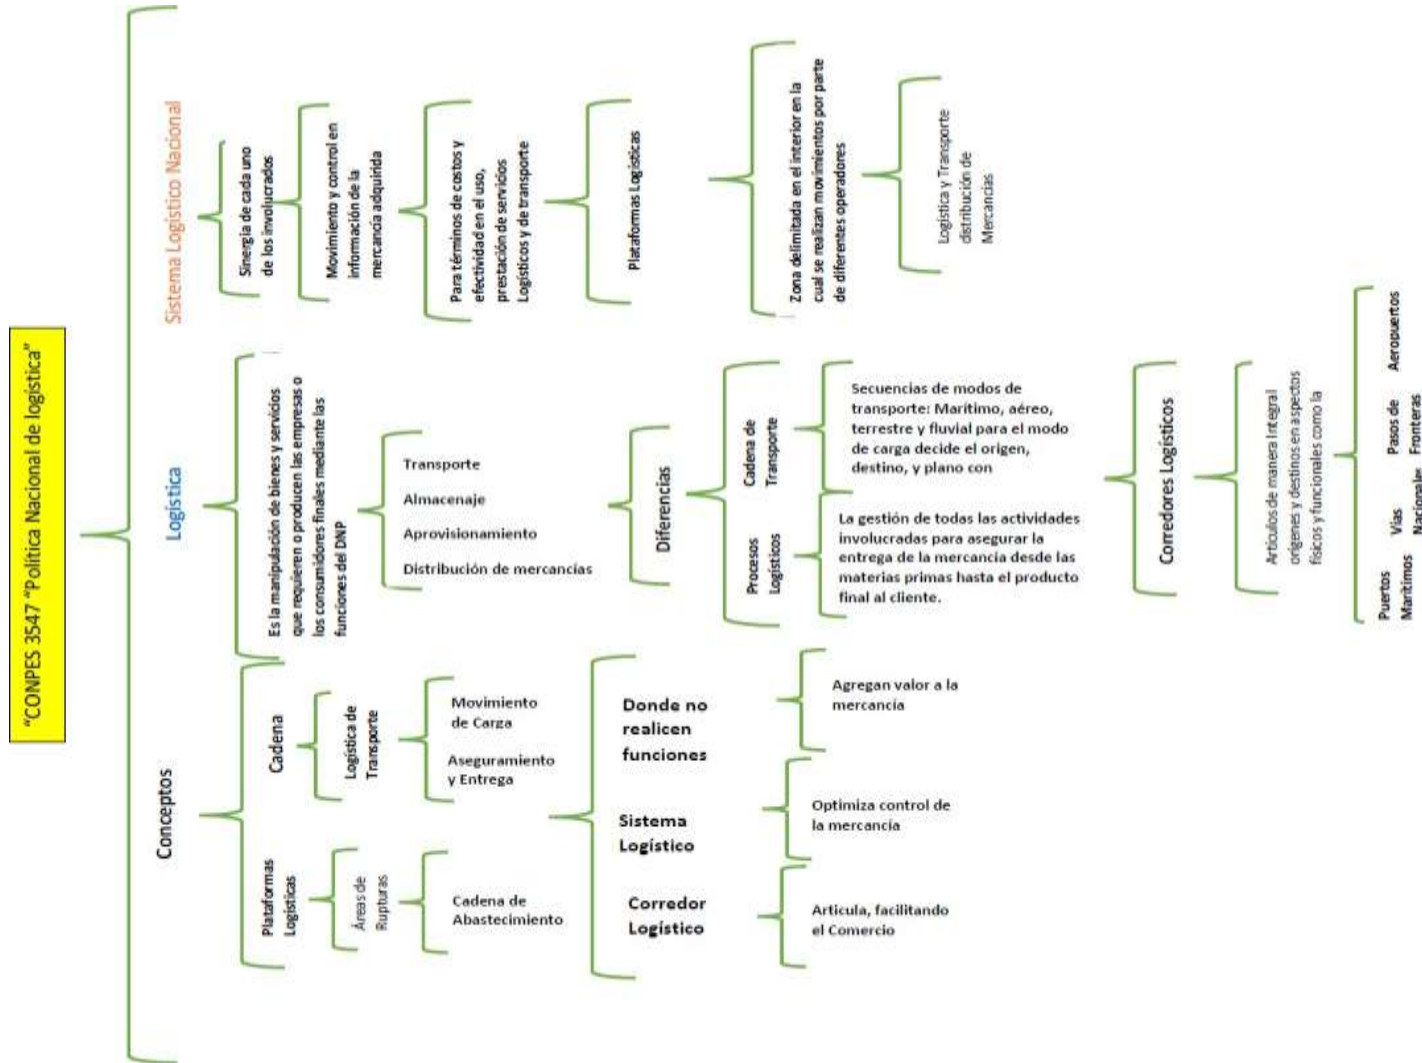 "CONPES 3547 "Política Nacional de logística"
Conceptos
Plataformas
Logísticas
Áreas de
Rupturas
Cadena de
Abastecimiento
Cadena
Logística de
Transporte
Movimiento
de Carga
Aseguramiento
y Entrega
Donde no
realicen
funciones
Agregan valor a la
mercancía
Sistema
Logístico
Optimiza control de
la mercancía
Corredor
Logístico
Articula, facilitando
el Comercio
Logística
Es la manipulación de bienes y servicios
que requieren o producen las empresas o
los consumidores finales mediante las
funciones del DNP
Transporte
Almacenaje
Aprovisionamiento
Distribución de mercancías
Diferencias
Procesos
Logísticos
La gestión de todas las actividades
involucradas para asegurar la
entrega de la mercancía desde las
materias primas hasta el producto
final al cliente.
Cadena de
Transporte
Secuencias de modos de
transporte: Marítimo, aéreo,
terrestre y fluvial para el modo
de carga decide el origen,
destino, y plano con
Corredores Logísticos
Artículos de manera Integral
orígenes y destinos en aspectos
físicos y funcionales como la
Puertos
Marítimos
Vías
Nacionales
Pasos de
Fronteras
Aeropuertos
Sistema Logístico Nacional
Sinergia de cada uno
de los involucrados
Movimiento y control en
información de la
mercancía adquirida
Para términos de costos y
efectividad en el uso,
prestación de servicios
Logísticos y de transporte
Plataformas Logísticas
Zona delimitada en el interior en la
cual se realizan movimientos por parte
de diferentes operadores
Logística y Transporte
distribución de
Mercancías